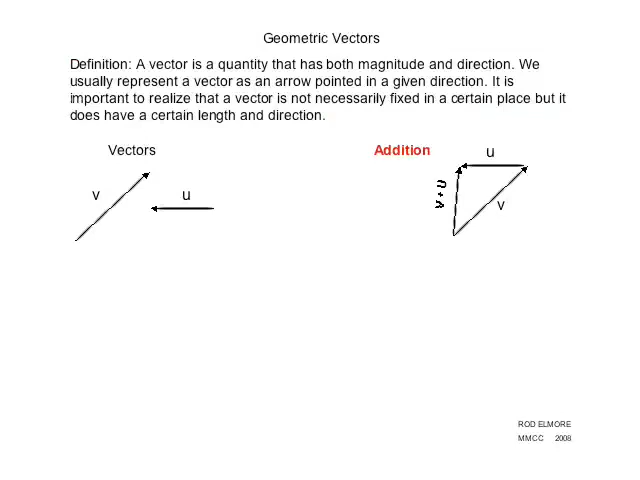 Geometric Vectors
Definition: A vector is a quantity that has both magnitude and direction. We
usually represent a vector as an arrow pointed in a given direction. It is
important to realize that a vector is not necessarily fixed in a certain place but it
does have a certain length and direction.
Vectors
Addition
u
v
u
v + u
v
ROD ELMORE
MMCC 2008